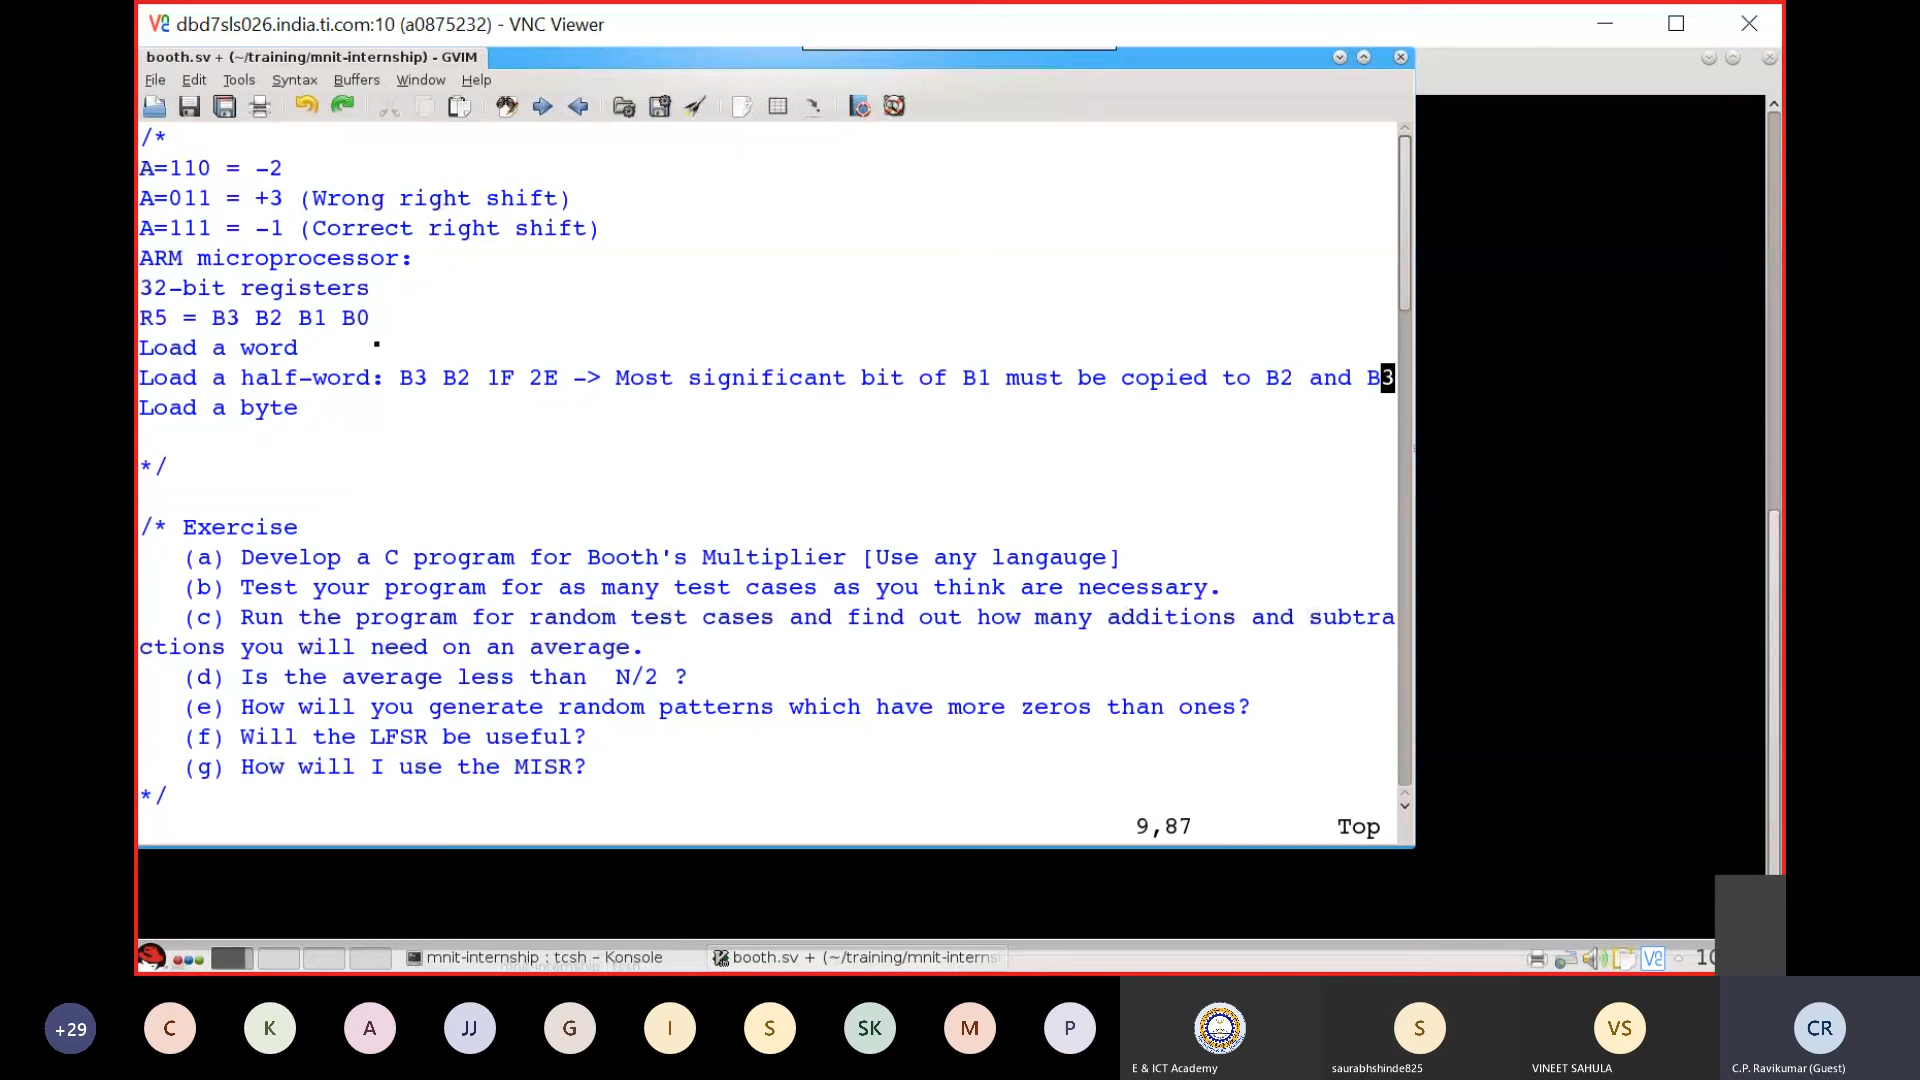 dbd7sls026.india.ti.com:10 (a0875232) - VNC Viewer
booth.sv + (~/training/mnit-internship) - GVIM
File Edit Tools Syntax Buffers Window Help
/*
A=110 = -2
A=011 = +3 (Wrong right shift)
A=111 = -1 (Correct right shift)
ARM microprocessor:
32-bit registers
R5 = B3 B2 B1 B0
Load a word
Load a half-word: B3 B2 1F 2E -> Most significant bit of B1 must be copied to B2 and B3
Load a byte
*/
/* Exercise
(a) Develop a C program for Booth's Multiplier [Use any langauge]
(b) Test your program for as many test cases as you think are necessary.
(c) Run the program for random test cases and find out how many additions and subtra
ctions you will need on an average.
(d) Is the average less than  N/2 ?
(e) How will you generate random patterns which have more zeros than ones?
(f) Will the LFSR be useful?
(g) How will I use the MISR?
*/
9,87 Top
mnit-internship : tcsh – Konsole
booth.sv + (~/training/mnit-interns
10
+29 C K A JJ G I S SK M P S VS CR
E & ICT Academy
saurabhshinde825
VINEET SAHULA
C.P. Ravikumar (Guest)